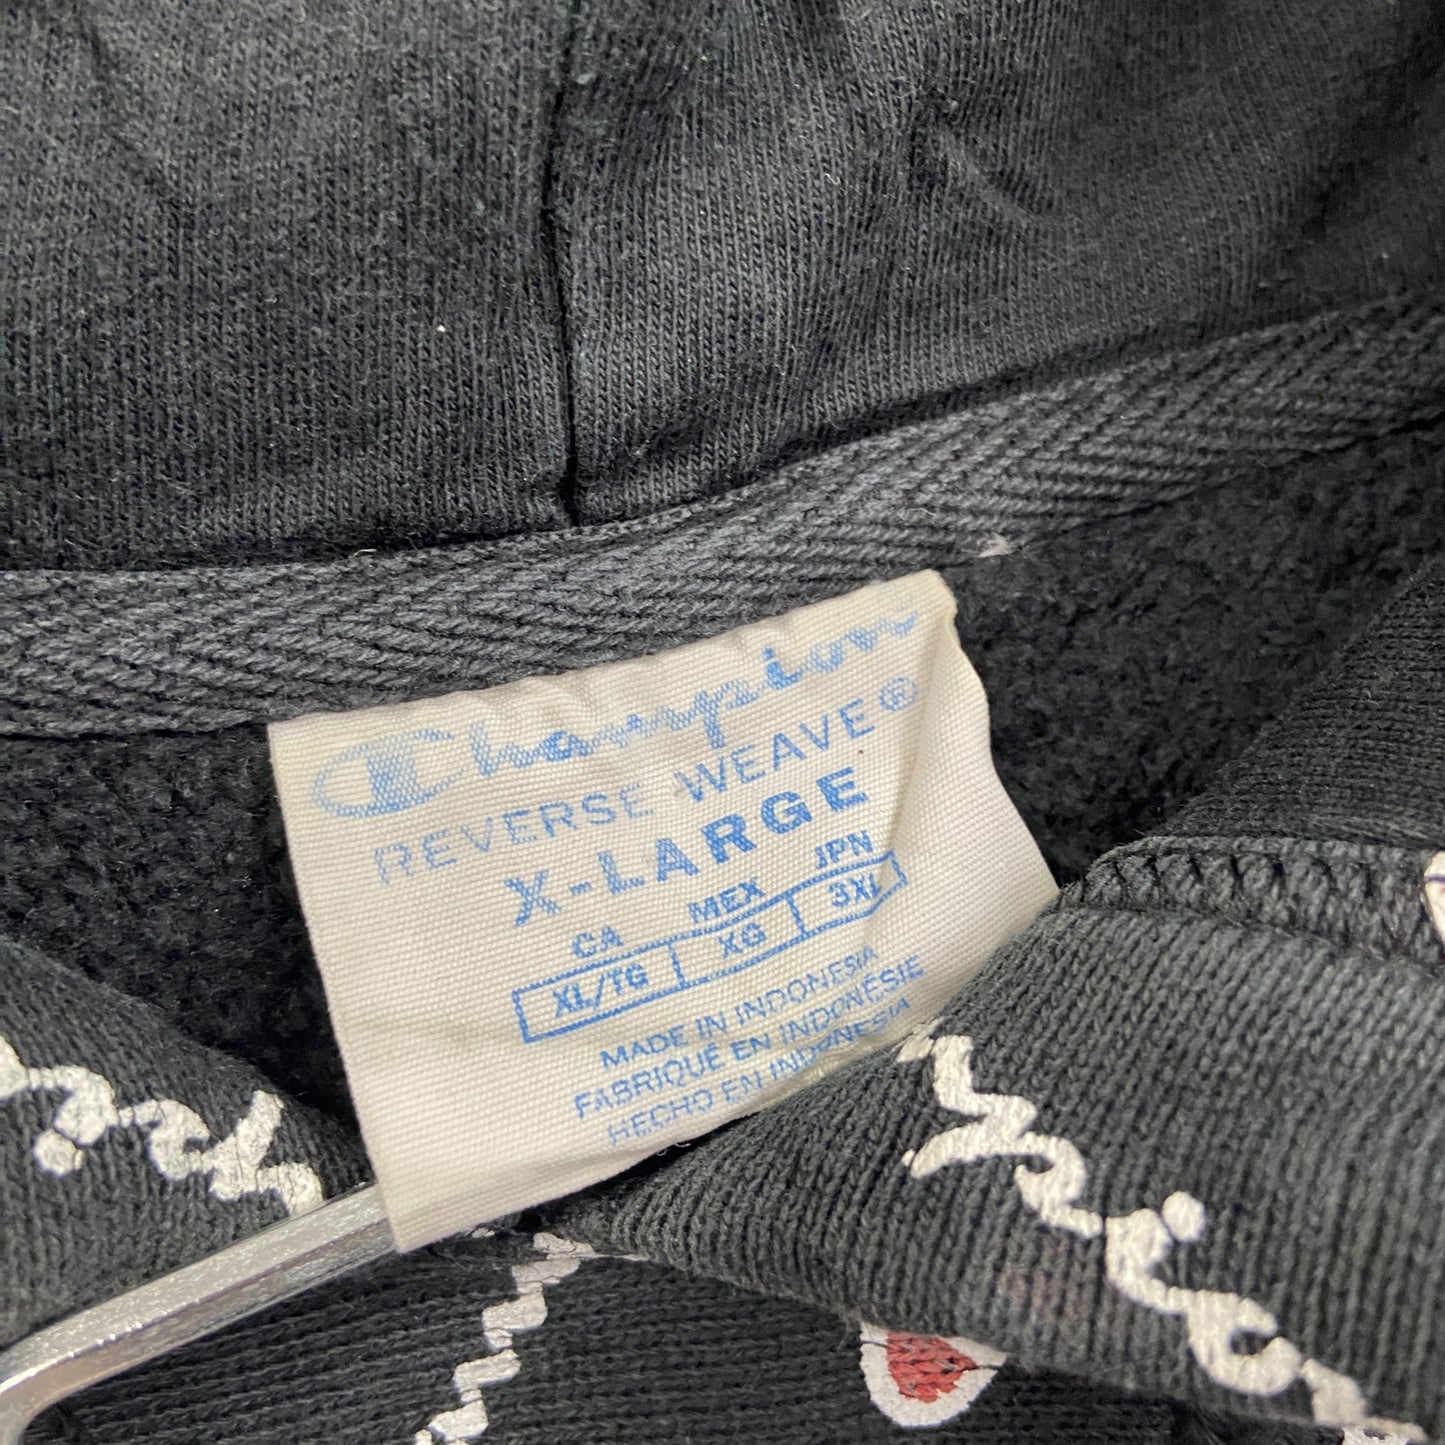 Champion
REVERSE WEAVE®
X-LARGE
CA MEX JPN
XL/TG XG 3XL
MADE IN INDONESIA
FABRIQUÉ EN INDONÉSIE
HECHO EN INDONESIA